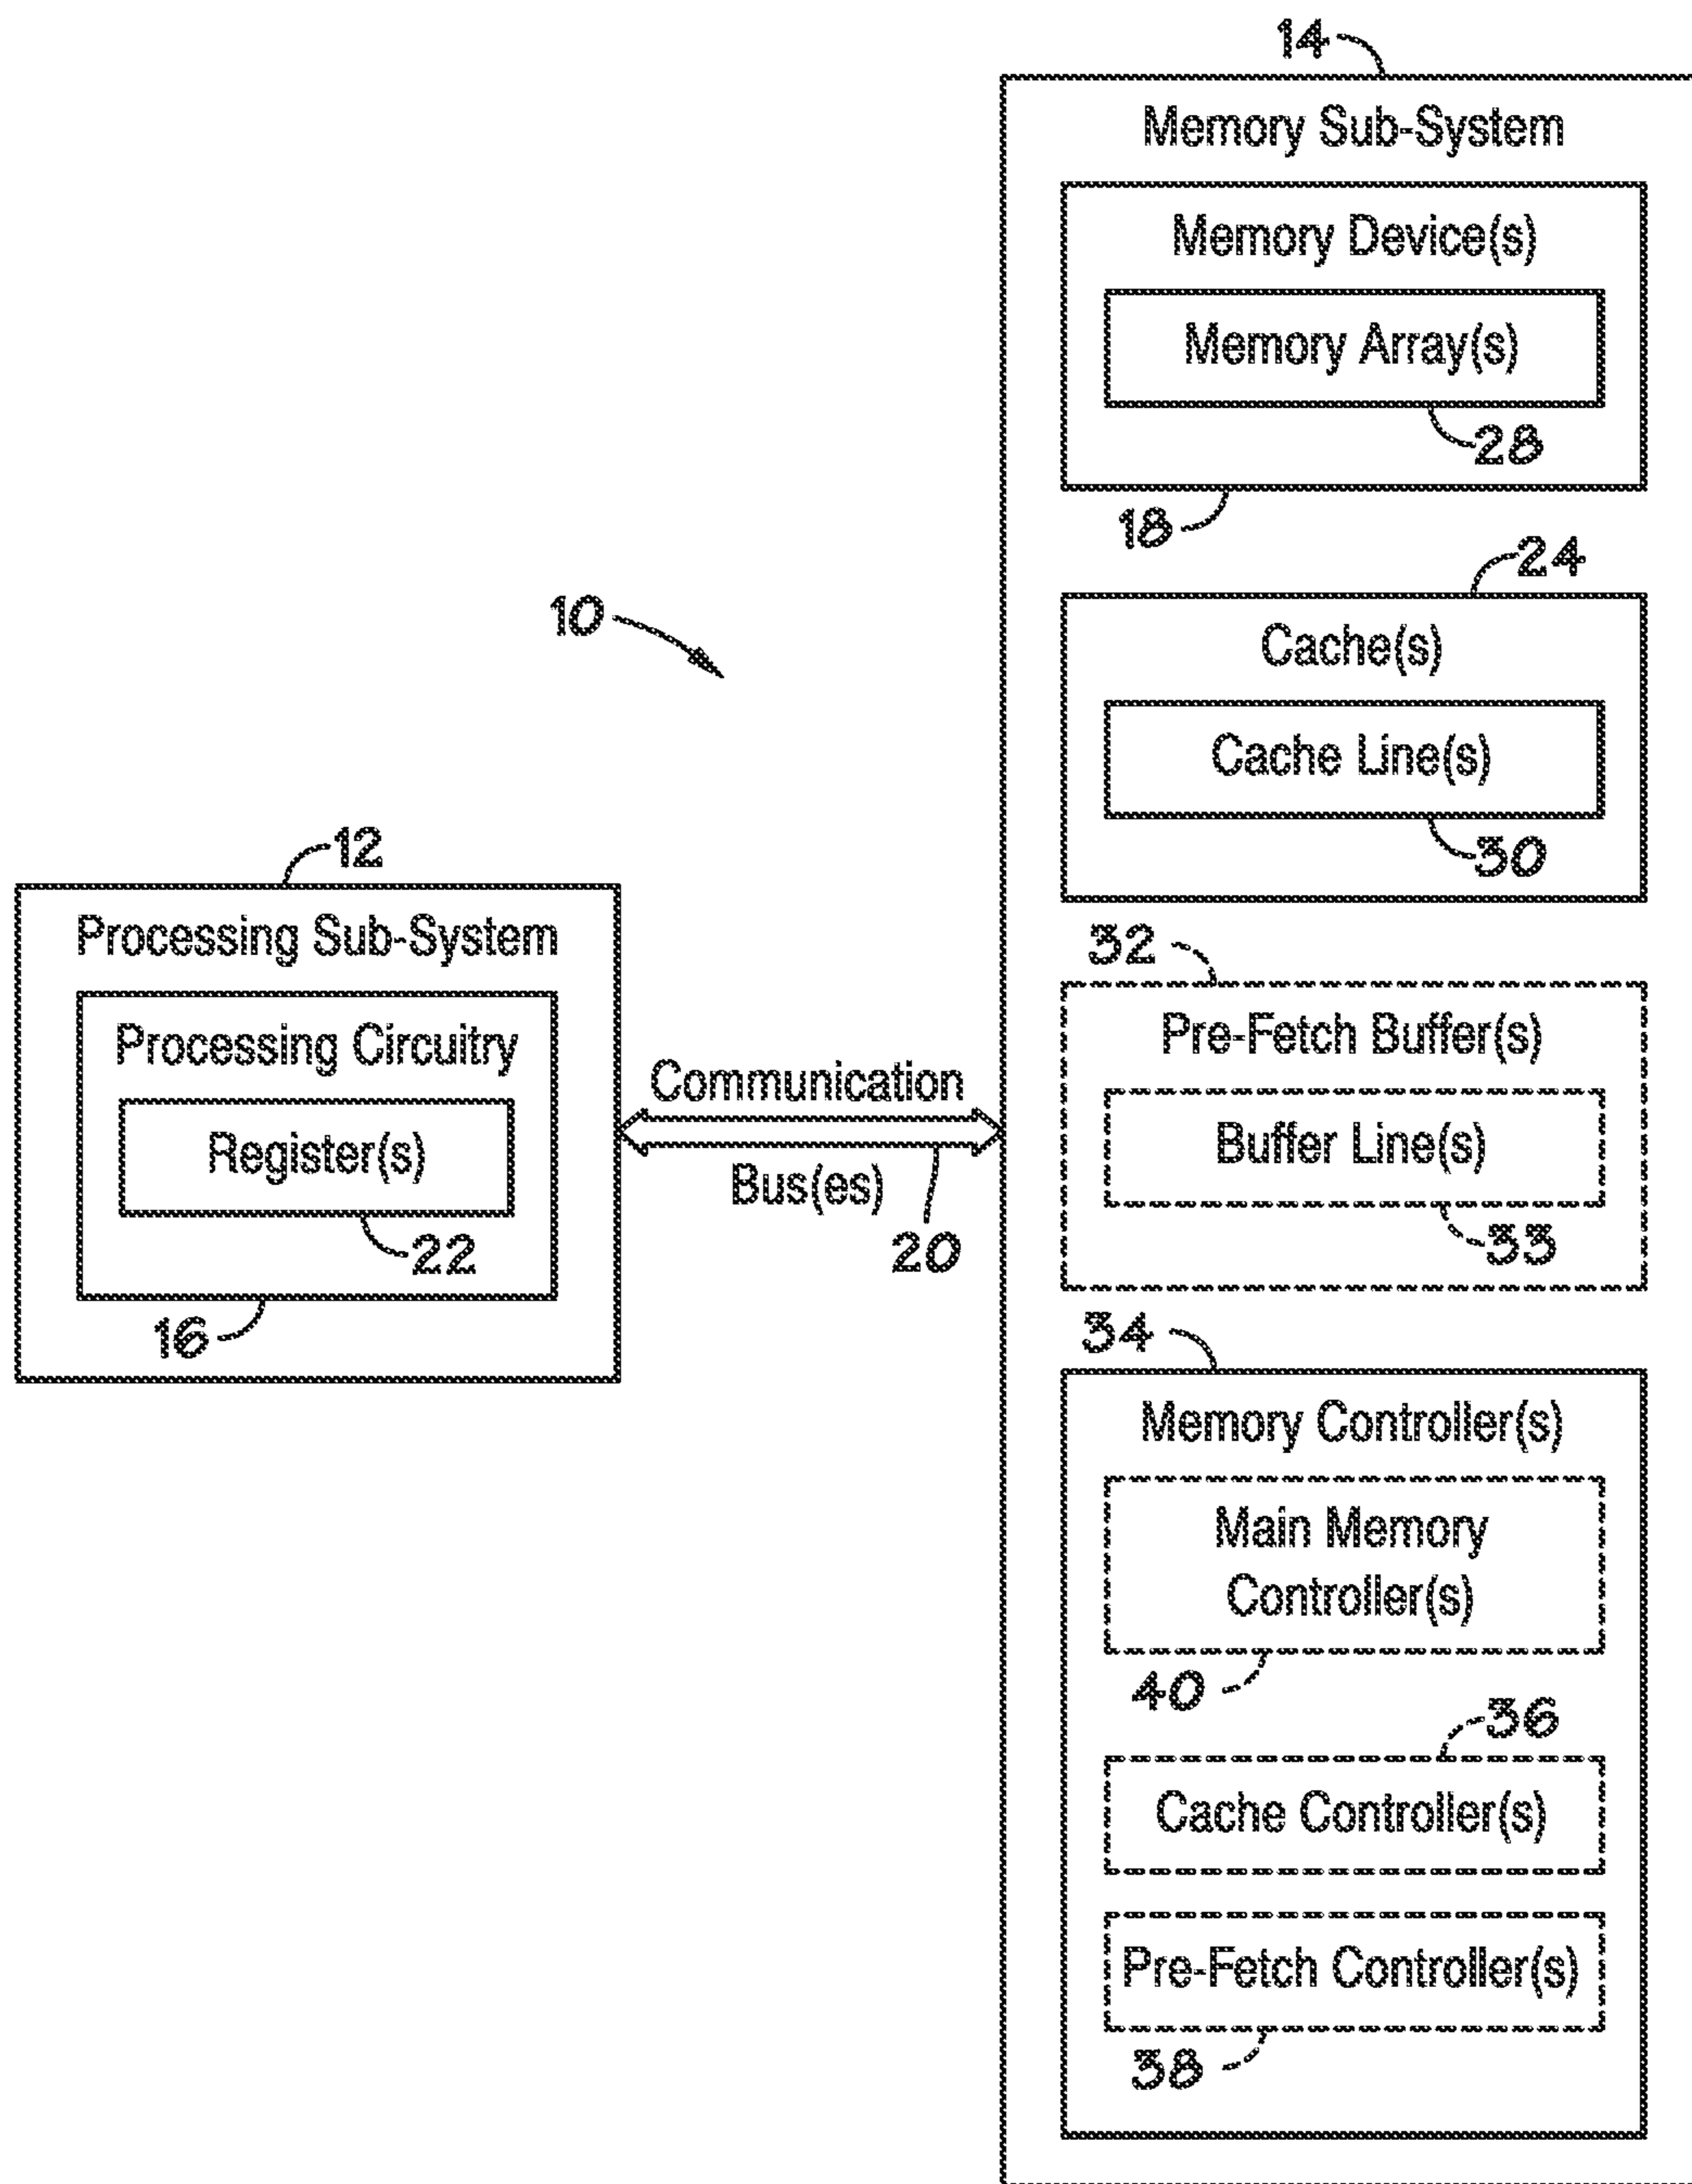 14
Memory Sub-System
Memory Device(s)
Memory Array(s)
28
18
24
Cache(s)
Cache Line(s)
30
10
12
Processing Sub-System
Processing Circuitry
Register(s)
22
16
Communication
Bus(es)
20
32
Pre-Fetch Buffer(s)
Buffer Line(s)
33
34
Memory Controller(s)
Main Memory
Controller(s)
40
36
Cache Controller(s)
Pre-Fetch Controller(s)
38